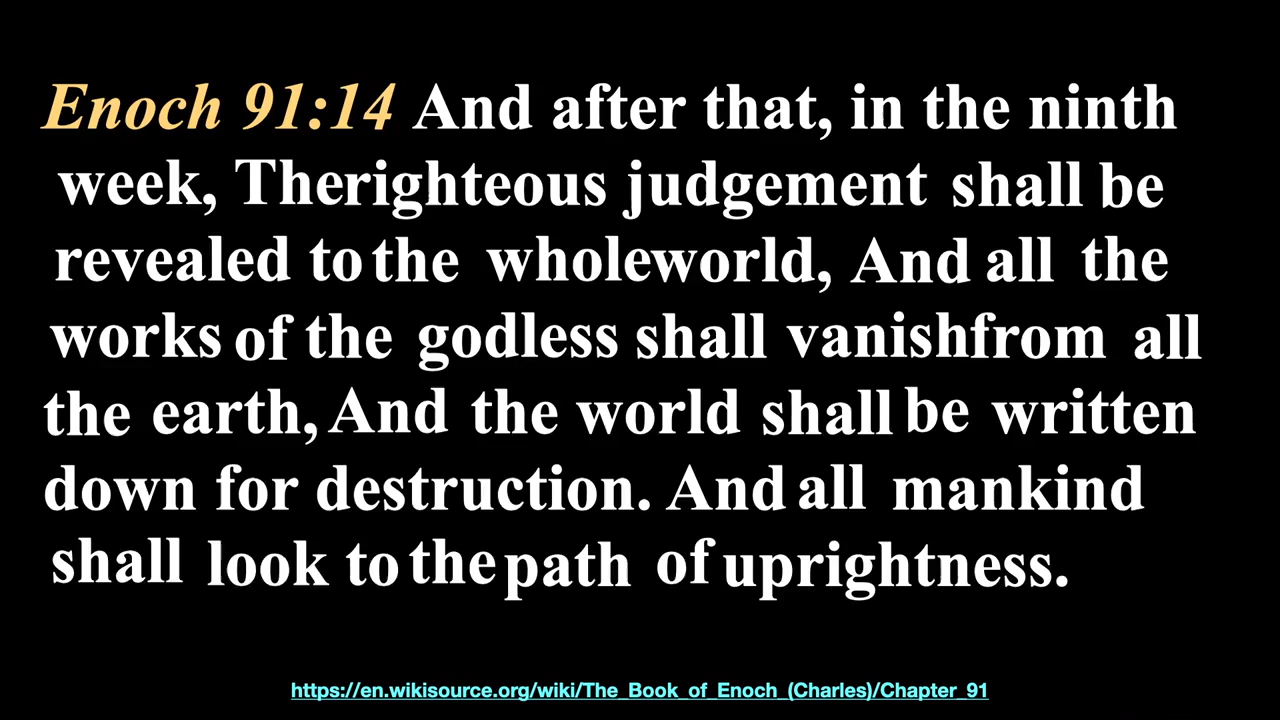 Enoch 91:14 And after that, in the ninth
week, Therighteous judgement shall be
revealed to the wholeworld, And all the
works of the godless shall vanishfrom all
the earth, And the world shall be written
down for destruction. And all mankind
shall look to the path of uprightness.
https://en.wikisource.org/wiki/The_Book_of_Enoch_(Charles)/Chapter_91